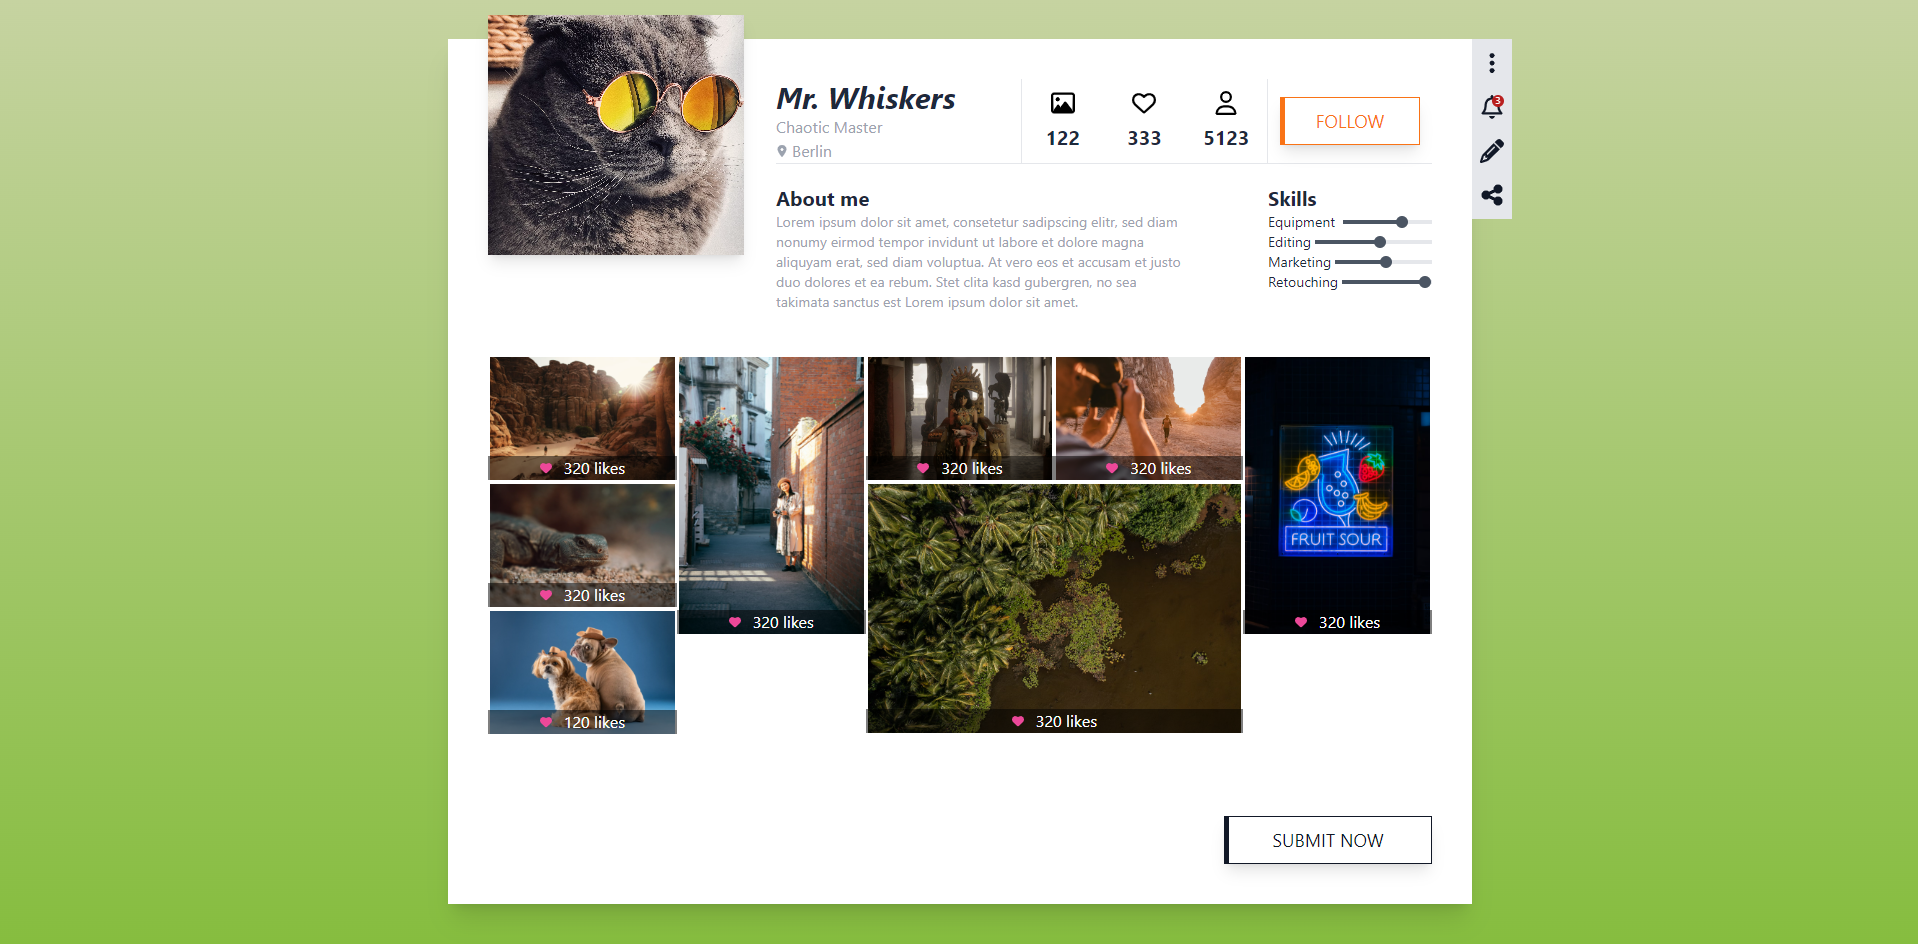 Mr. Whiskers
Chaotic Master
Berlin
122
333
5123
FOLLOW
3
About me
Lorem ipsum dolor sit amet, consetetur sadipscing elitr, sed diam
nonumy eirmod tempor invidunt ut labore et dolore magna
aliquyam erat, sed diam voluptua. At vero eos et accusam et justo
duo dolores et ea rebum. Stet clita kasd gubergren, no sea
takimata sanctus est Lorem ipsum dolor sit amet.
Skills
Equipment
Editing
Marketing
Retouching
320 likes
320 likes
320 likes
FRUIT SOUR
320 likes
320 likes
320 likes
120 likes
320 likes
SUBMIT NOW